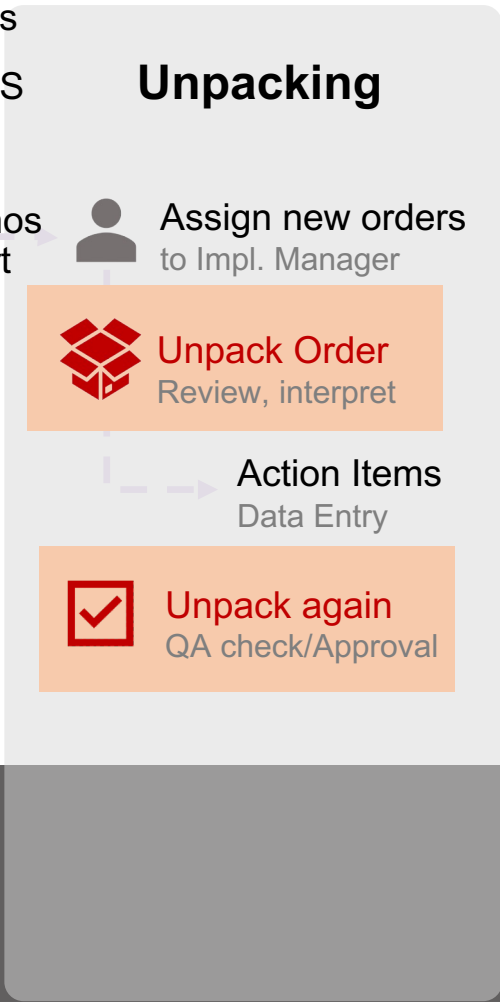 s
S
Unpacking
nos
t
Assign new orders
to Impl. Manager
Unpack Order
Review, interpret
Action Items
Data Entry
Unpack again
QA check/Approval